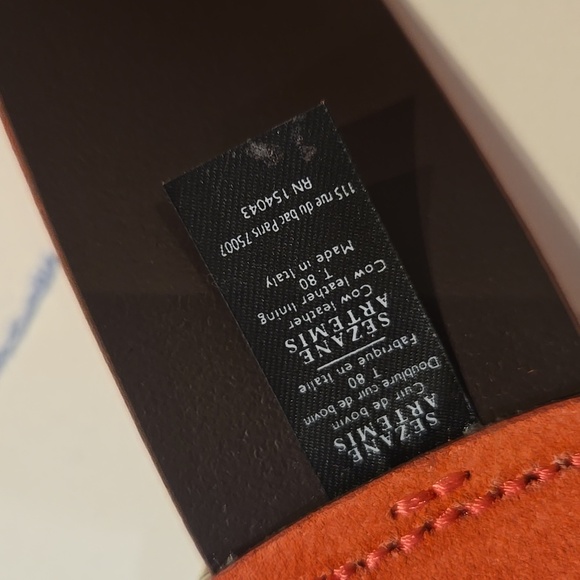 SEZANE
ARTEMIS
Cuir de bovin
Doublure cuir de bovin
T 80
Fabriqué en Italie
SEZANE
ARTEMIS
Cow leather
Cow leather lining
T 80
Made in Italy
115 rue du bac Paris 75007
RN 154043